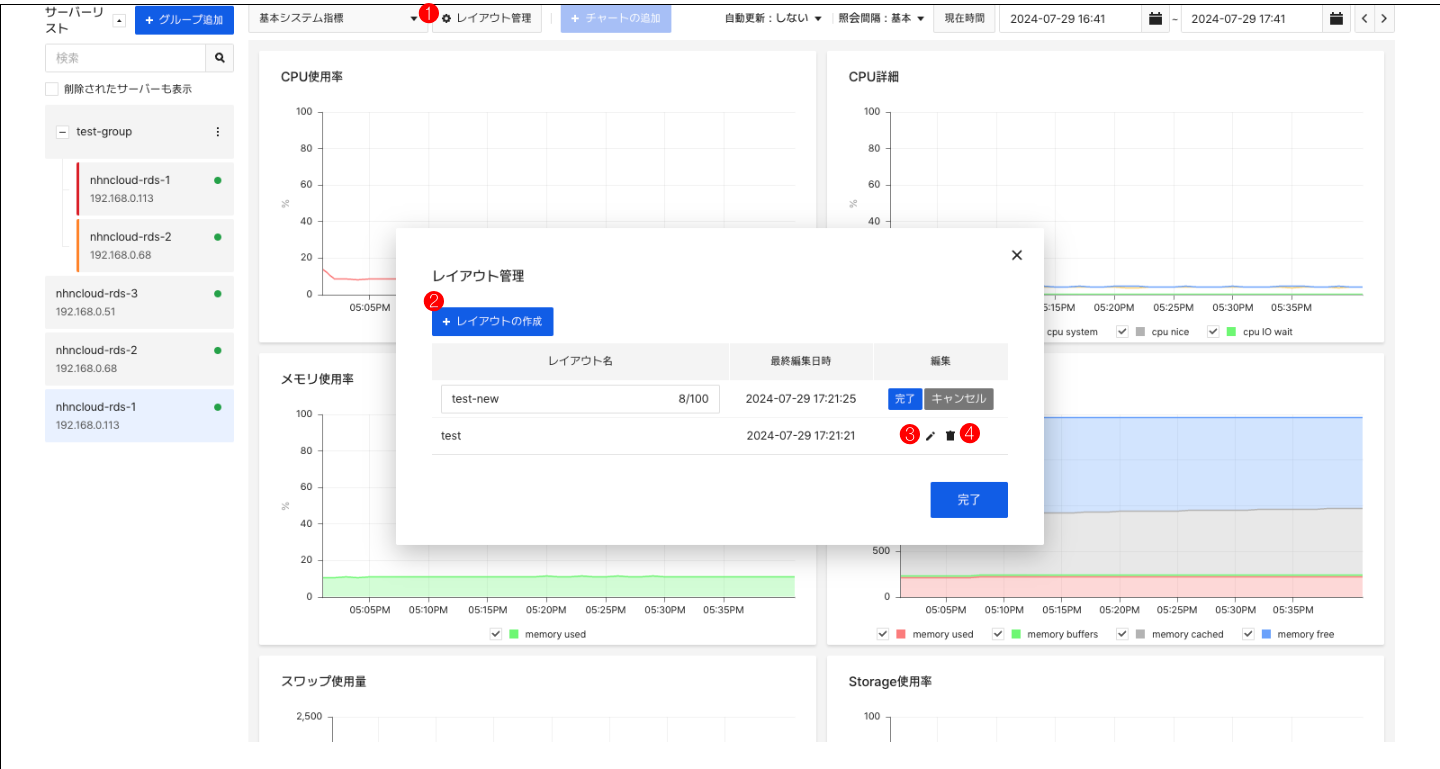 サーバーリスト
+ グループ追加
基本システム指標
1
レイアウト管理
+ チャートの追加
自動更新 : しない
照会間隔 : 基本
現在時間
2024-07-29 16:41
~
2024-07-29 17:41
検索
削除されたサーバーも表示
test-group
nhncloud-rds-1
192.168.0.113
nhncloud-rds-2
192.168.0.68
nhncloud-rds-3
192.168.0.51
nhncloud-rds-2
192.168.0.68
nhncloud-rds-1
192.168.0.113
CPU使用率
100
80
60
%
40
20
0
05:05PM
CPU詳細
100
80
60
%
40
5:15PM 05:20PM 05:25PM 05:30PM 05:35PM
cpu system cpu nice cpu IO wait
レイアウト管理
2
+ レイアウトの作成
レイアウト名 最終編集日時 編集
test-new 8/100 2024-07-29 17:21:25 完了 キャンセル
test 2024-07-29 17:21:21 3 4
完了
メモリ使用率
100
80
60
%
40
20
0
05:05PM 05:10PM 05:15PM 05:20PM 05:25PM 05:30PM 05:35PM
memory used
500
0
05:05PM 05:10PM 05:15PM 05:20PM 05:25PM 05:30PM 05:35PM
memory used memory buffers memory cached memory free
スワップ使用量
2,500
Storage使用率
100